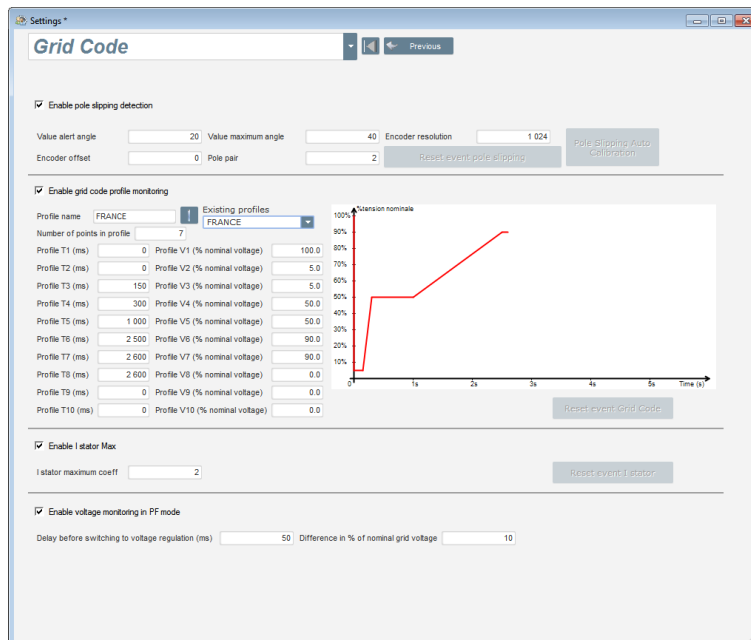 Settings *
Grid Code
Previous
Enable pole slipping detection
Value alert angle 20 Value maximum angle 40 Encoder resolution 1 024
Pole Slipping Auto Calibration
Encoder offset 0 Pole pair 2 Reset event pole slipping
Enable grid code profile monitoring
Profile name FRANCE ! Existing profiles FRANCE
Number of points in profile 7
Profile T1 (ms) 0 Profile V1 (% nominal voltage) 100.0
Profile T2 (ms) 0 Profile V2 (% nominal voltage) 5.0
Profile T3 (ms) 150 Profile V3 (% nominal voltage) 5.0
Profile T4 (ms) 300 Profile V4 (% nominal voltage) 50.0
Profile T5 (ms) 1 000 Profile V5 (% nominal voltage) 50.0
Profile T6 (ms) 2 500 Profile V6 (% nominal voltage) 90.0
Profile T7 (ms) 2 600 Profile V7 (% nominal voltage) 90.0
Profile T8 (ms) 2 600 Profile V8 (% nominal voltage) 0.0
Profile T9 (ms) 0 Profile V9 (% nominal voltage) 0.0
Profile T10 (ms) 0 Profile V10 (% nominal voltage) 0.0
%tension nominale
100%
90%
80%
70%
60%
50%
40%
30%
20%
10%
0 1s 2s 3s 4s 5s Time (s)
Reset event Grid Code
Enable I stator Max
I stator maximum coeff 2 Reset event I stator
Enable voltage monitoring in PF mode
Delay before switching to voltage regulation (ms) 50 Difference in % of nominal grid voltage 10